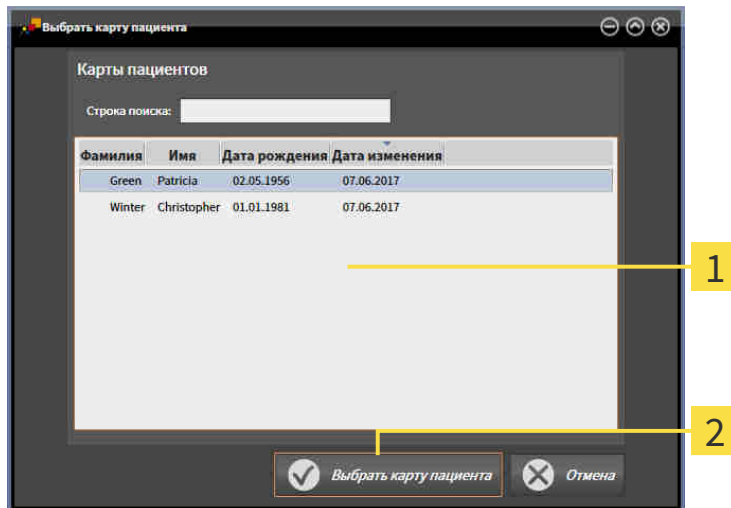 Выбрать карту пациента
Карты пациентов
Строка поиска:
Фамилия Имя Дата рождения Дата изменения
Green Patricia 02.05.1956 07.06.2017
Winter Christopher 01.01.1981 07.06.2017
1
2
Выбрать карту пациента Отмена